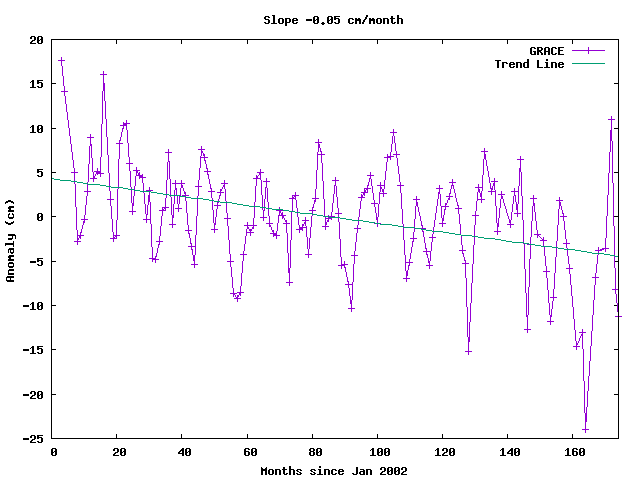 Slope -0.05 cm/month
GRACE
Trend Line
20
15
10
5
0
-5
-10
-15
-20
-25
Anomaly (cm)
0 20 40 60 80 100 120 140 160
Months since Jan 2002